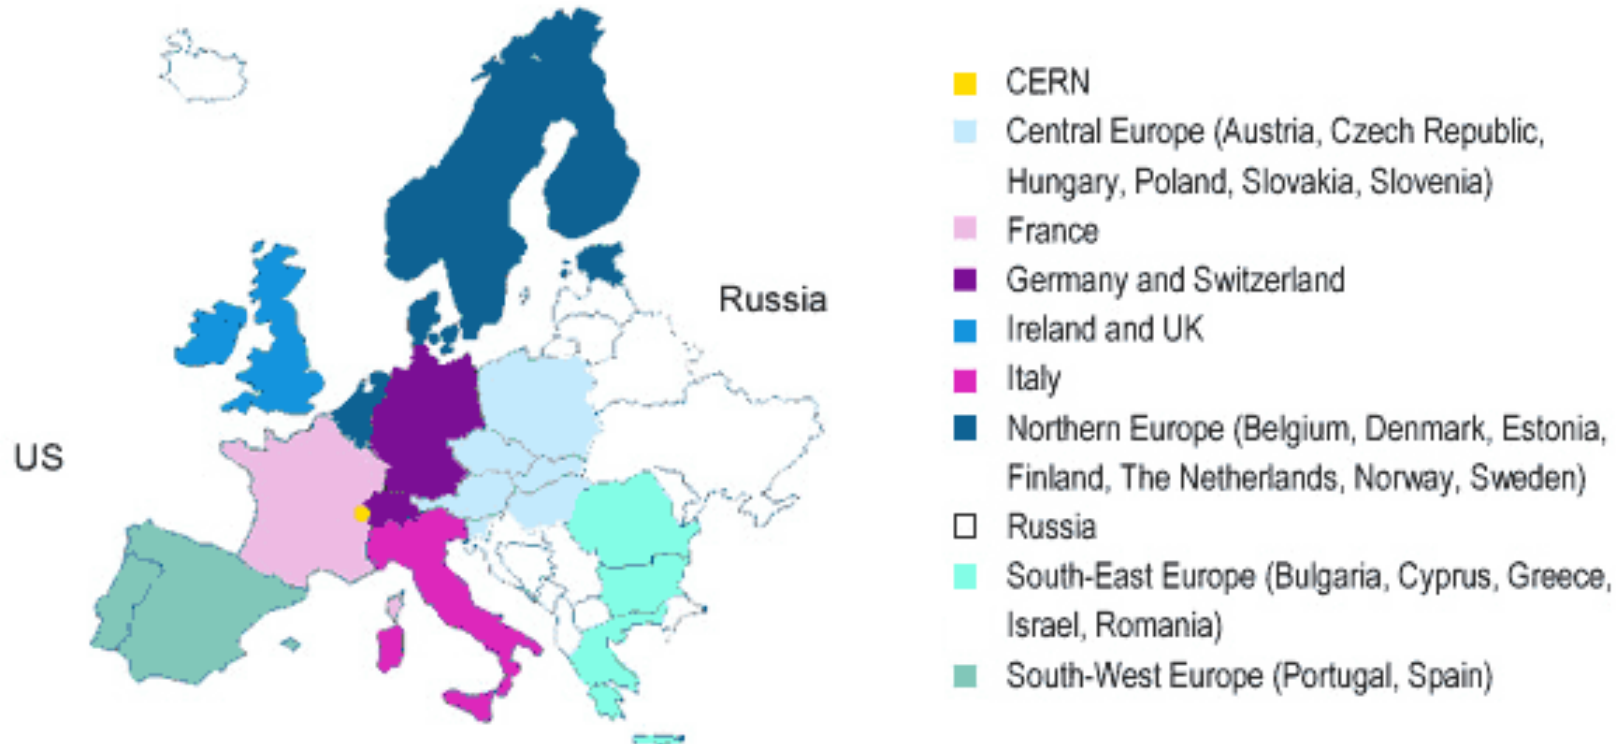 CERN
Central Europe (Austria, Czech Republic,
Hungary, Poland, Slovakia, Slovenia)
France
Germany and Switzerland
Ireland and UK
Italy
Northern Europe (Belgium, Denmark, Estonia,
Finland, The Netherlands, Norway, Sweden)
Russia
South-East Europe (Bulgaria, Cyprus, Greece,
Israel, Romania)
South-West Europe (Portugal, Spain)
Russia
US